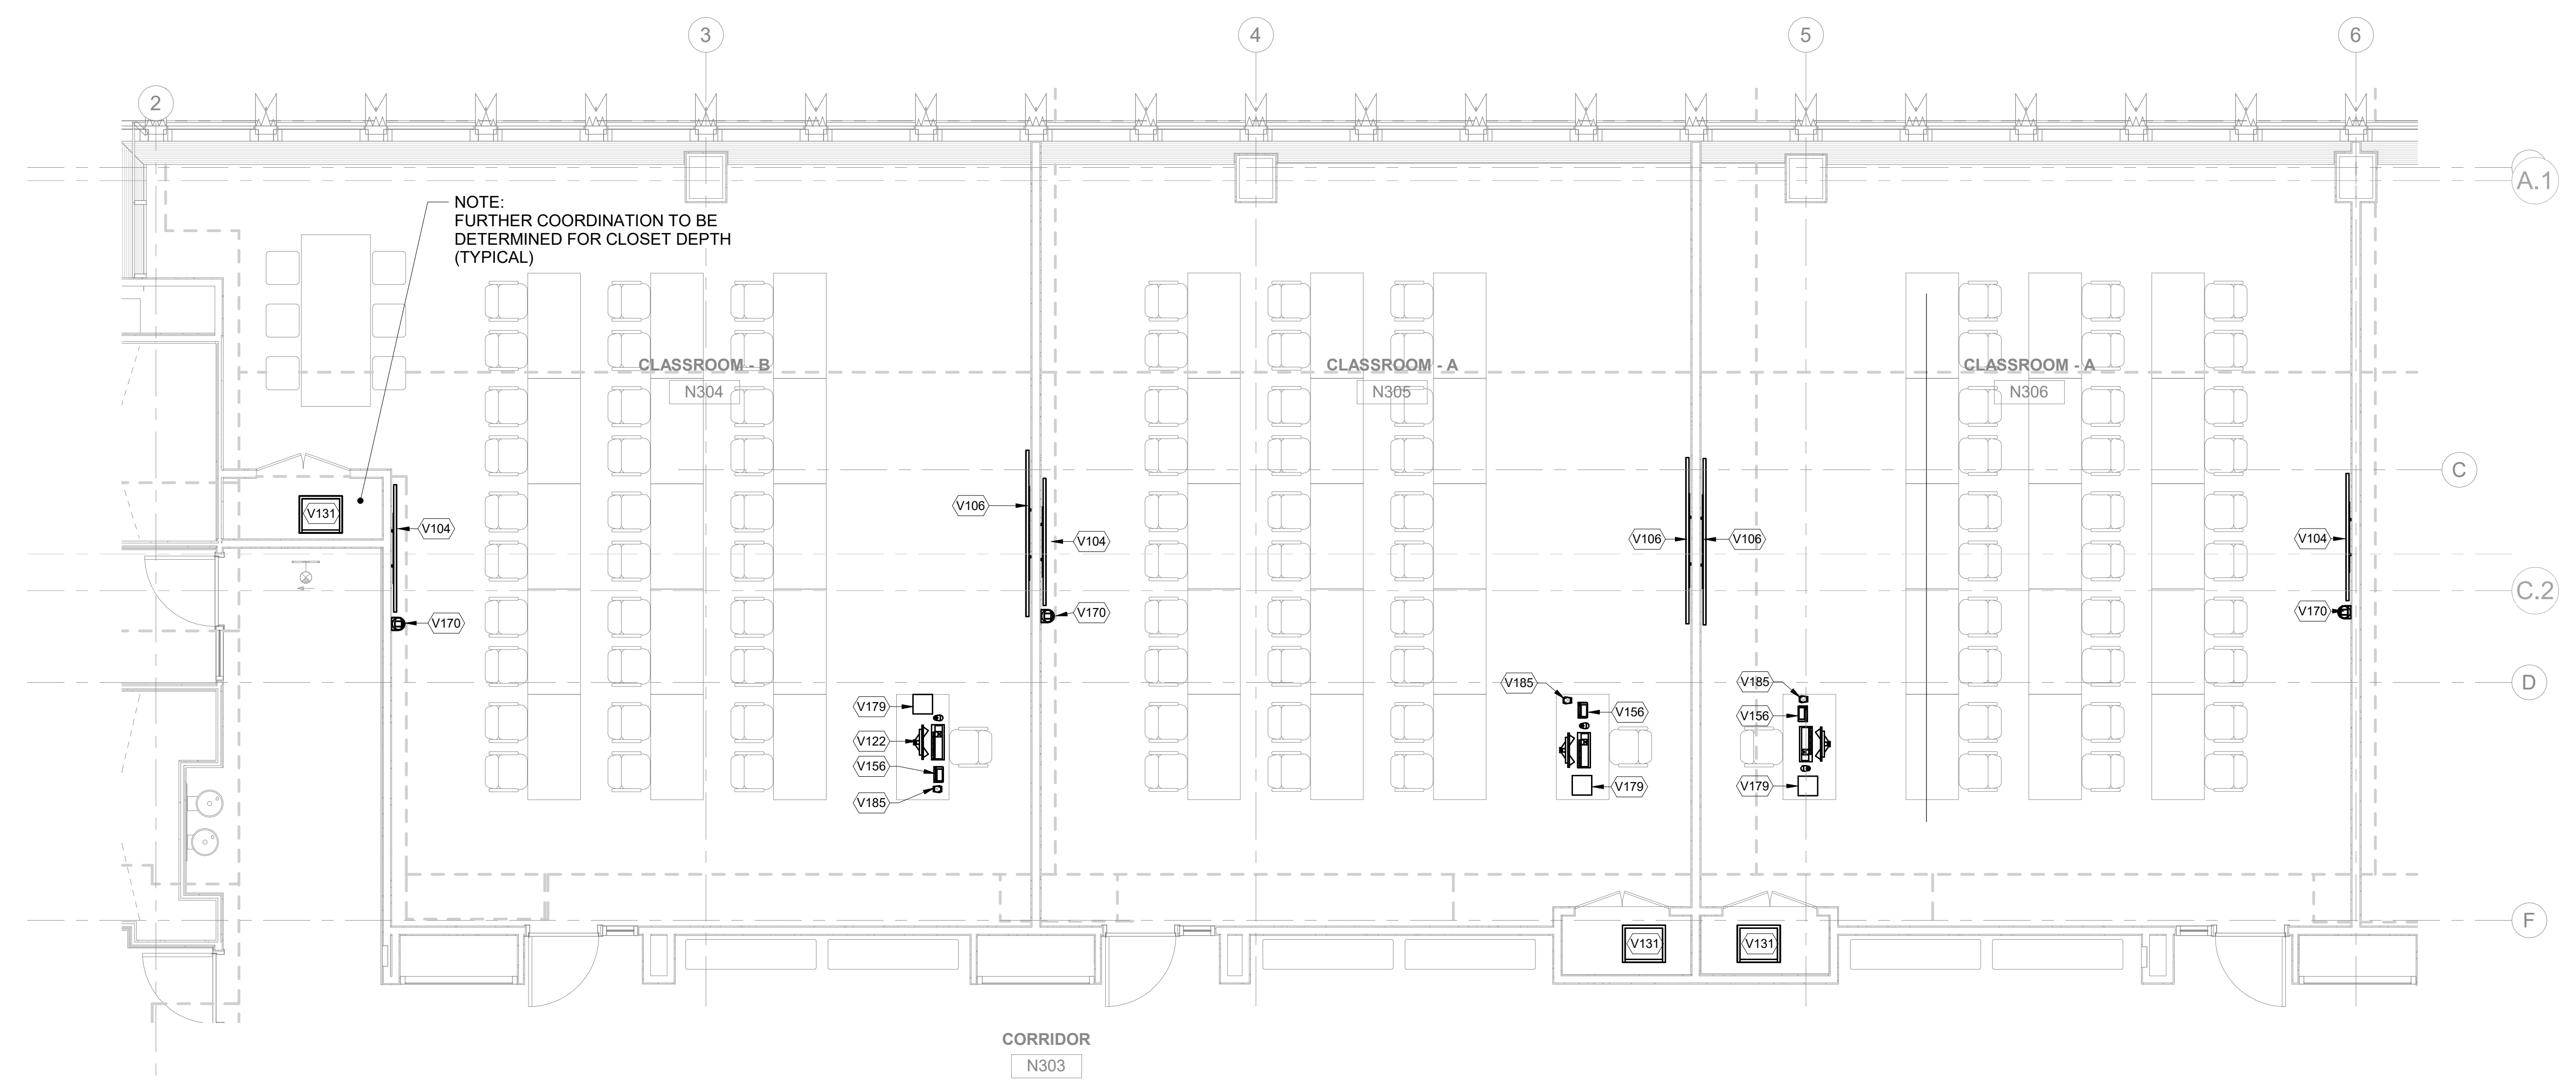 3
4
5
6
2
A.1
NOTE:
FURTHER COORDINATION TO BE
DETERMINED FOR CLOSET DEPTH
(TYPICAL)
CLASSROOM - B
N304
CLASSROOM - A
N305
CLASSROOM - A
N306
C
V131
V104
V106
V104
V106
V106
V104
C.2
V170
V170
V170
D
V179
V122
V156
V185
V185
V156
V179
V185
V156
V179
F
V131
V131
CORRIDOR
N303